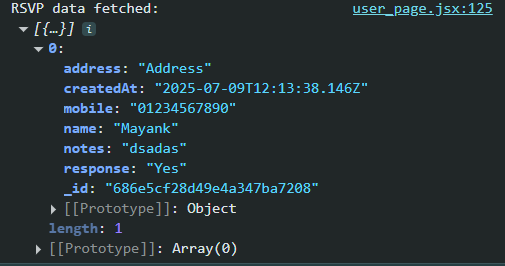 RSVP data fetched: user_page.jsx:125
[{…}] i
0:
address: "Address"
createdAt: "2025-07-09T12:13:38.146Z"
mobile: "01234567890"
name: "Mayank"
notes: "dsadas"
response: "Yes"
_id: "686e5cf28d49e4a347ba7208"
[[Prototype]]: Object
length: 1
[[Prototype]]: Array(0)